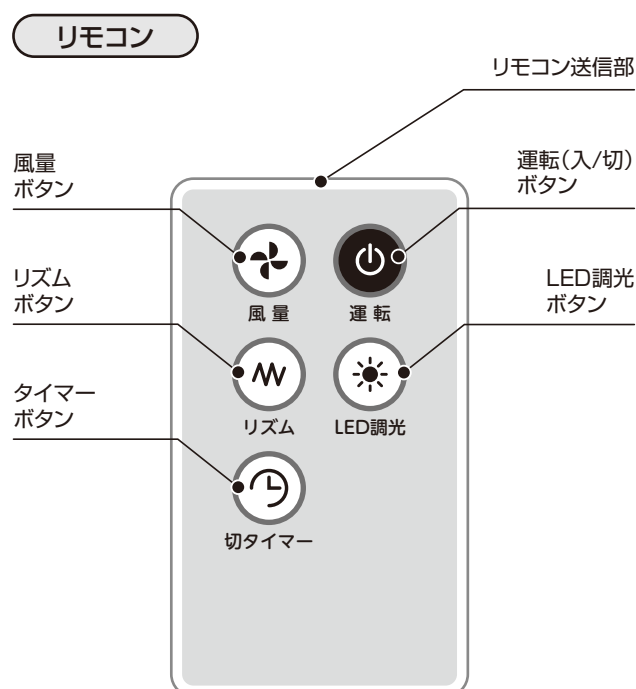 リモコン
リモコン送信部
風量
ボタン
運転(入/切)
ボタン
リズム
ボタン
LED調光
ボタン
タイマー
ボタン
風量
運転
リズム
LED調光
切タイマー